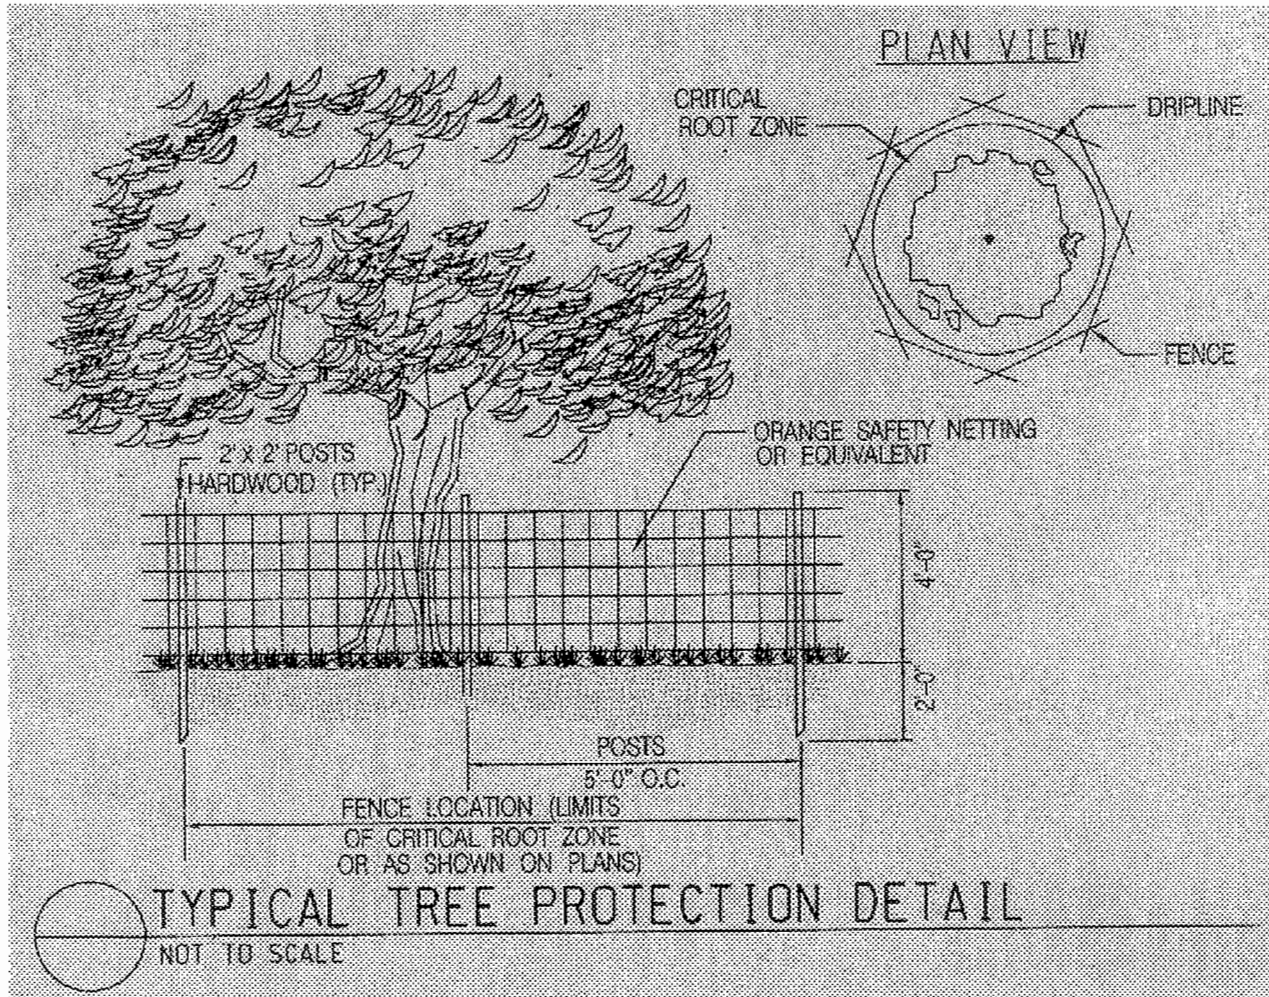 PLAN VIEW
CRITICAL
ROOT ZONE
DRIPLINE
FENCE
ORANGE SAFETY NETTING
OR EQUIVALENT
2' x 2' POSTS
HARDWOOD (TYP.)
4'-0"
2'-0"
POSTS
5' 0" O.C.
FENCE LOCATION (LIMITS
OF CRITICAL ROOT ZONE
OR AS SHOWN ON PLANS)
TYPICAL TREE PROTECTION DETAIL
NOT TO SCALE